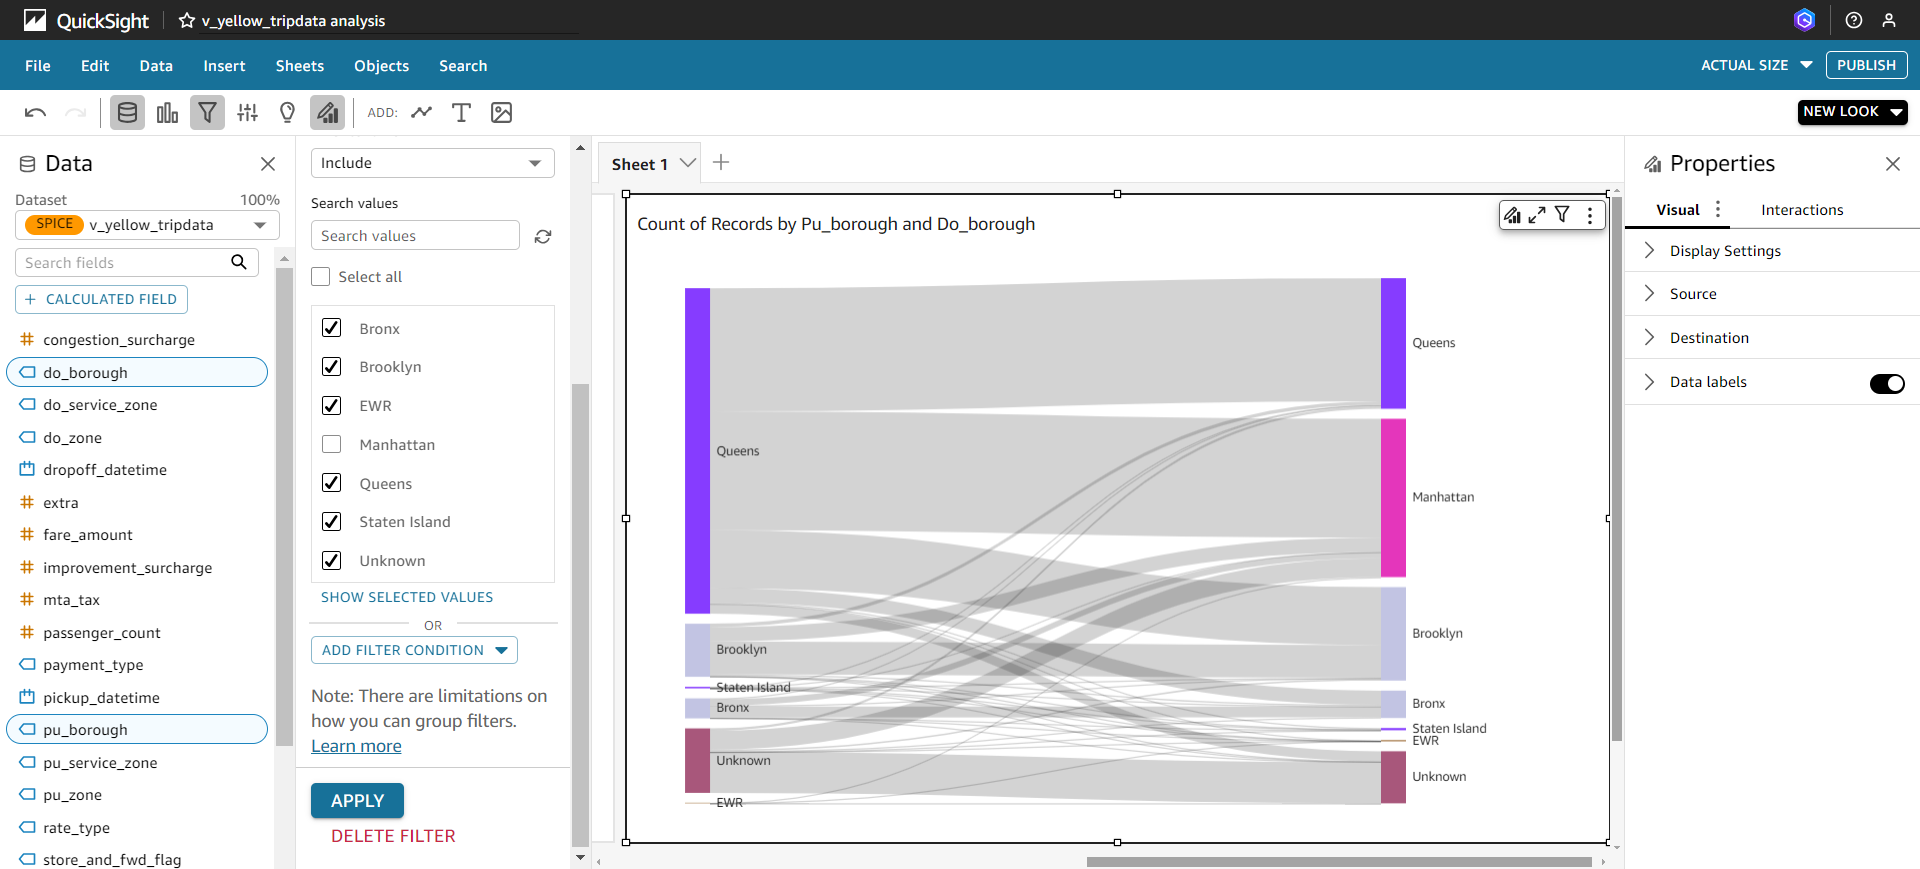 QuickSight
v_yellow_tripdata analysis
File Edit Data Insert Sheets Objects Search
ACTUAL SIZE
PUBLISH
ADD:
NEW LOOK
Data
Dataset 100%
SPICE v_yellow_tripdata
Search fields
+ CALCULATED FIELD
congestion_surcharge
do_borough
do_service_zone
do_zone
dropoff_datetime
extra
fare_amount
improvement_surcharge
mta_tax
passenger_count
payment_type
pickup_datetime
pu_borough
pu_service_zone
pu_zone
rate_type
store_and_fwd_flag
Include
Search values
Search values
Select all
Bronx
Brooklyn
EWR
Manhattan
Queens
Staten Island
Unknown
SHOW SELECTED VALUES
OR
ADD FILTER CONDITION
Note: There are limitations on
how you can group filters.
Learn more
APPLY
DELETE FILTER
Sheet 1
Count of Records by Pu_borough and Do_borough
Queens
Brooklyn
Staten Island
Bronx
Unknown
EWR
Queens
Manhattan
Brooklyn
Bronx
Staten Island
EWR
Unknown
Properties
Visual Interactions
Display Settings
Source
Destination
Data labels